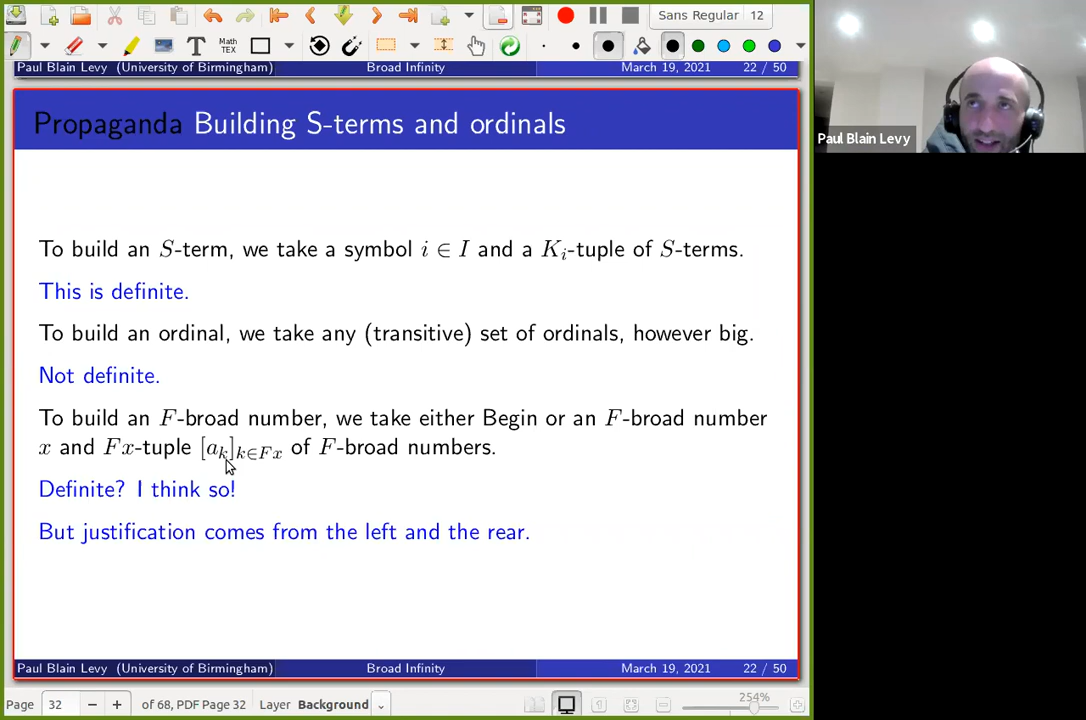 Sans Regular 12
MATH
TEX
Paul Blain Levy (University of Birmingham) Broad Infinity March 19, 2021 22 / 50
Propaganda Building S-terms and ordinals
To build an S-term, we take a symbol i ∈ I and a K_i-tuple of S-terms.
This is definite.
To build an ordinal, we take any (transitive) set of ordinals, however big.
Not definite.
To build an F-broad number, we take either Begin or an F-broad number
x and Fx-tuple [a_k]_{k∈Fx} of F-broad numbers.
Definite? I think so!
But justification comes from the left and the rear.
Paul Blain Levy (University of Birmingham) Broad Infinity March 19, 2021 22 / 50
Page 32 of 68, PDF Page 32 Layer Background 254%
Paul Blain Levy